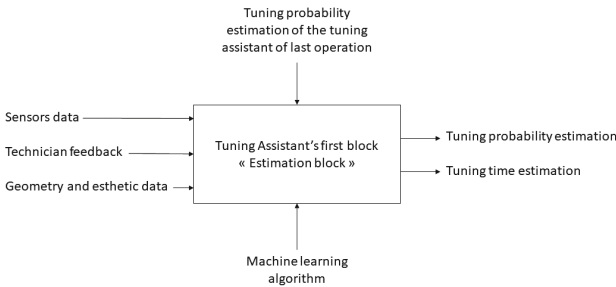 Tuning probability
estimation of the tuning
assistant of last operation
Sensors data
Technician feedback
Geometry and esthetic data
Tuning Assistant's first block
« Estimation block »
Tuning probability estimation
Tuning time estimation
Machine learning
algorithm